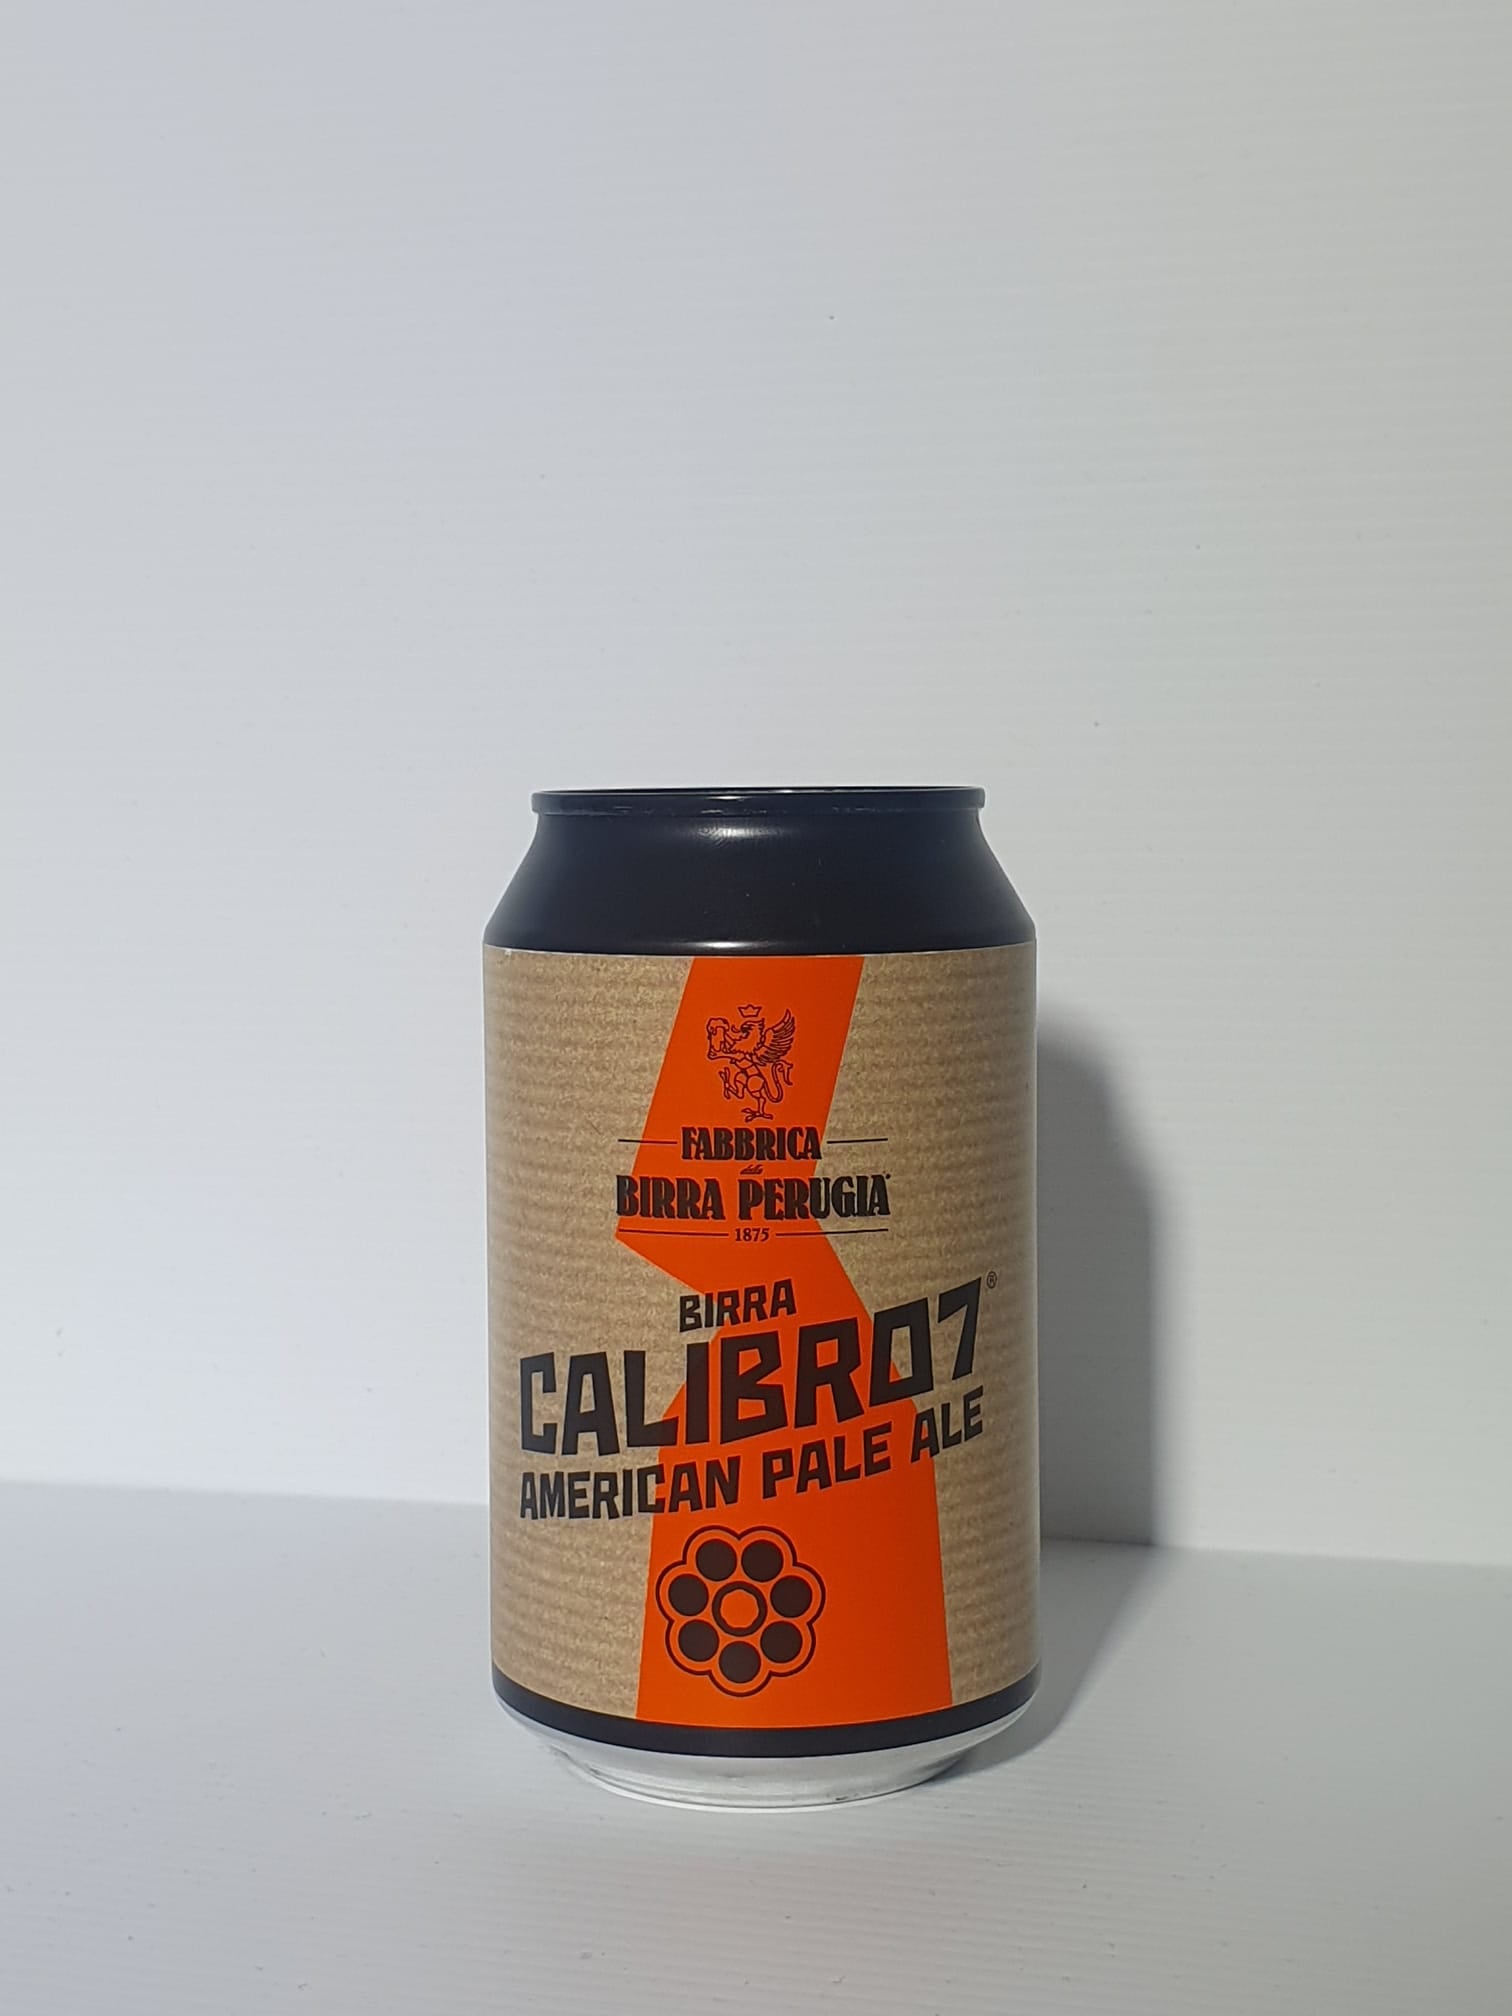 FABBRICA
della
BIRRA PERUGIA
1875
BIRRA
CALIBRO7®
AMERICAN PALE ALE